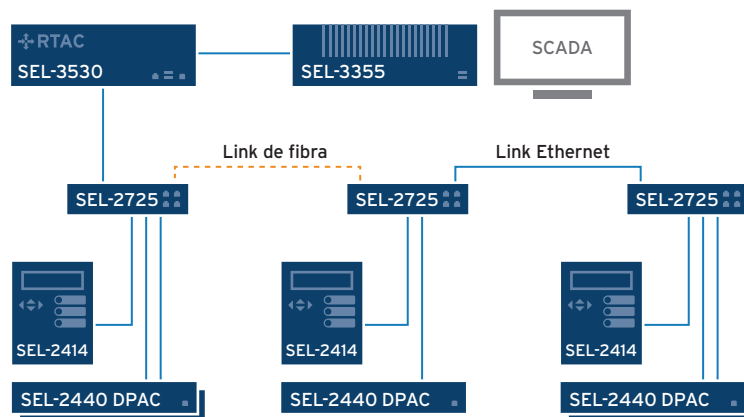 RTAC
SEL-3530
SEL-3355
SCADA
Link de fibra
Link Ethernet
SEL-2725
SEL-2725
SEL-2725
SEL-2414
SEL-2414
SEL-2414
SEL-2440 DPAC
SEL-2440 DPAC
SEL-2440 DPAC